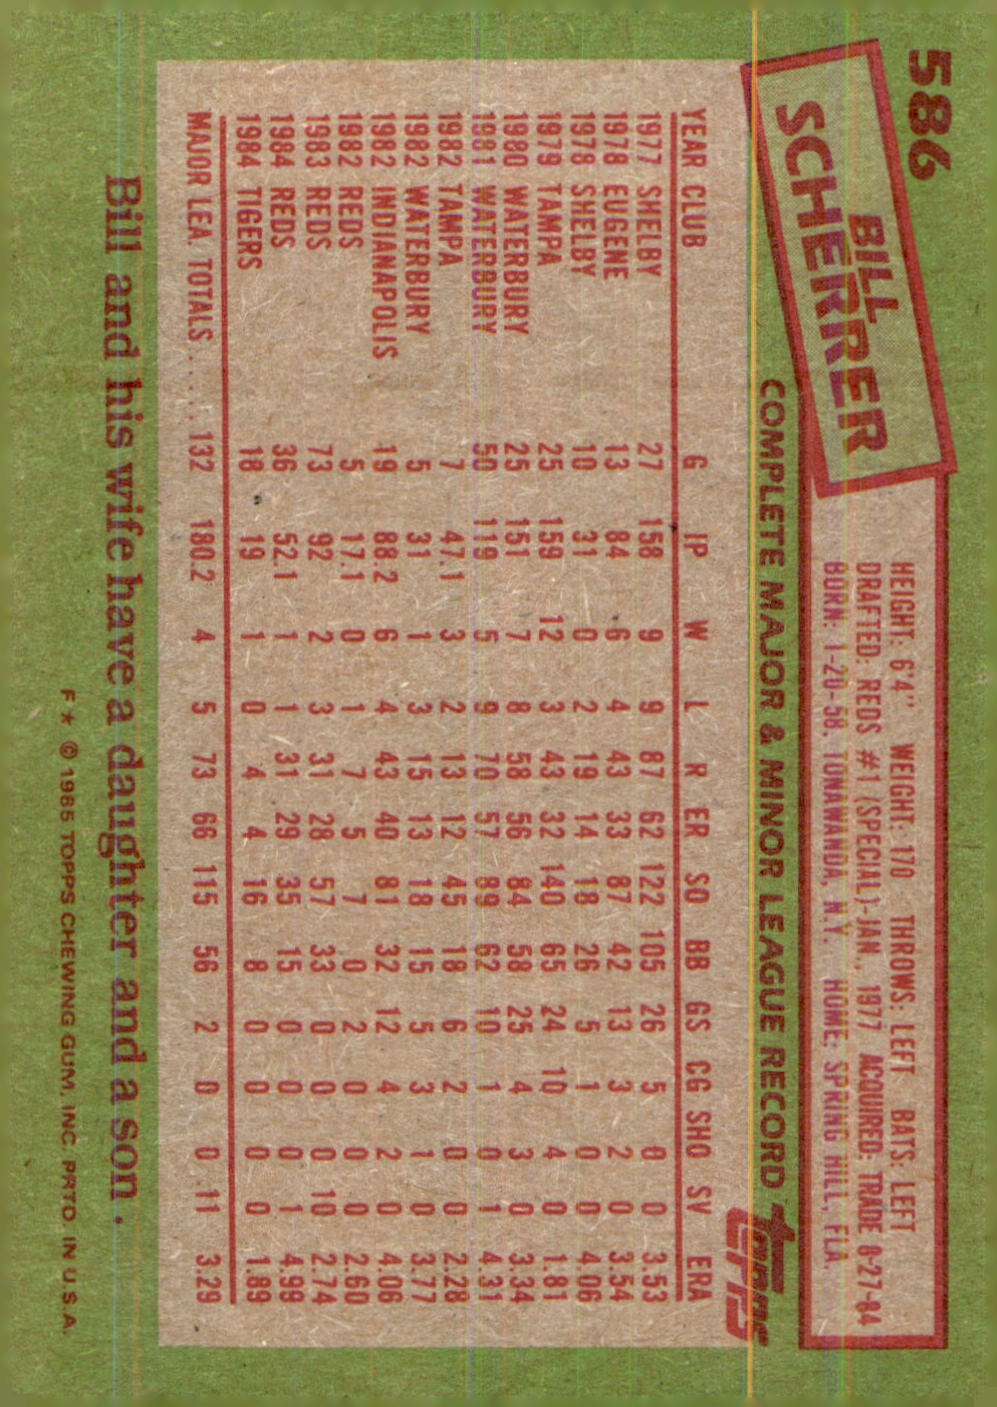 586
BILL
SCHERRER
HEIGHT: 6'4" WEIGHT: 170 THROWS: LEFT BATS: LEFT
DRAFTED: REDS #1 (SPECIAL)-JAN., 1977 ACQUIRED: TRADE 8-27-84
BORN: 1-20-58, TONAWANDA, N.Y. HOME: SPRING HILL, FLA.
COMPLETE MAJOR & MINOR LEAGUE RECORD topps
YEAR CLUB G IP W L R ER SO BB GS CG SHO SV ERA
1977 SHELBY 27 158 9 9 87 62 122 105 26 5 0 0 3.53
1978 EUGENE 13 84 6 4 43 33 87 42 13 3 2 0 3.54
1978 SHELBY 10 31 0 2 19 14 18 26 5 1 0 0 4.06
1979 TAMPA 25 159 12 3 43 32 140 65 24 10 4 0 1.81
1980 WATERBURY 25 151 7 8 58 56 84 58 25 4 3 0 3.34
1981 WATERBURY 50 119 5 9 70 57 89 62 10 1 0 1 4.31
1982 TAMPA 7 47.1 3 2 13 12 45 18 6 2 0 0 2.28
1982 WATERBURY 5 31 1 3 15 13 18 15 5 3 1 0 3.77
1982 INDIANAPOLIS 19 88.2 6 4 43 40 81 32 12 4 2 0 4.06
1982 REDS 5 17.1 0 1 7 5 7 0 2 0 0 0 2.60
1983 REDS 73 92 2 3 31 28 57 33 0 0 0 10 2.74
1984 REDS 36 52.1 1 1 31 29 35 15 0 0 0 1 4.99
1984 TIGERS 18 19 1 0 4 4 16 8 0 0 0 0 1.89
MAJOR LEA. TOTALS . . . . . 132 180.2 4 5 73 66 115 56 2 0 0 11 3.29
Bill and his wife have a daughter and a son.
F ★ © 1985 TOPPS CHEWING GUM, INC. PRTD. IN U.S.A.